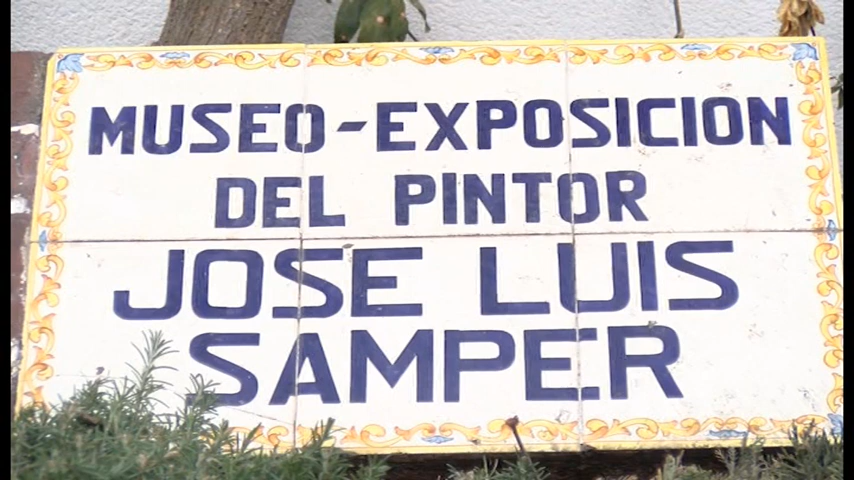 MUSEO-EXPOSICION
DEL PINTOR
JOSE LUIS
SAMPER